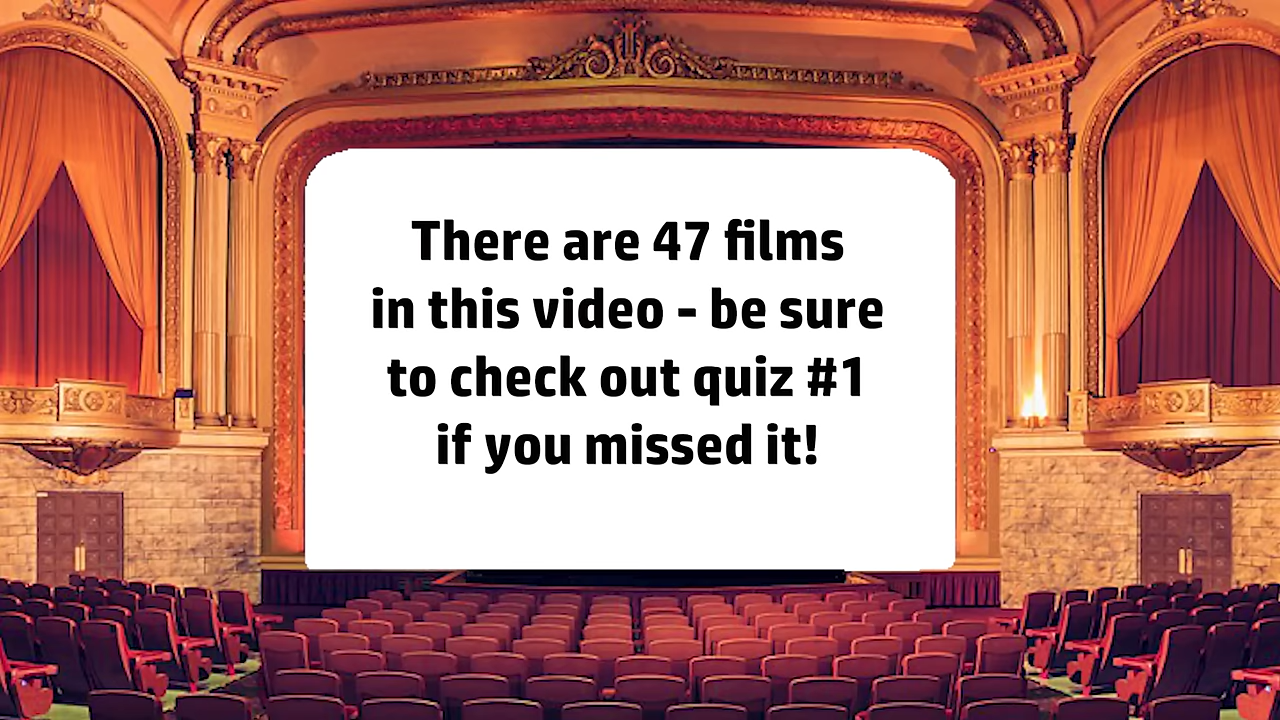 There are 47 films
in this video - be sure
to check out quiz #1
if you missed it!